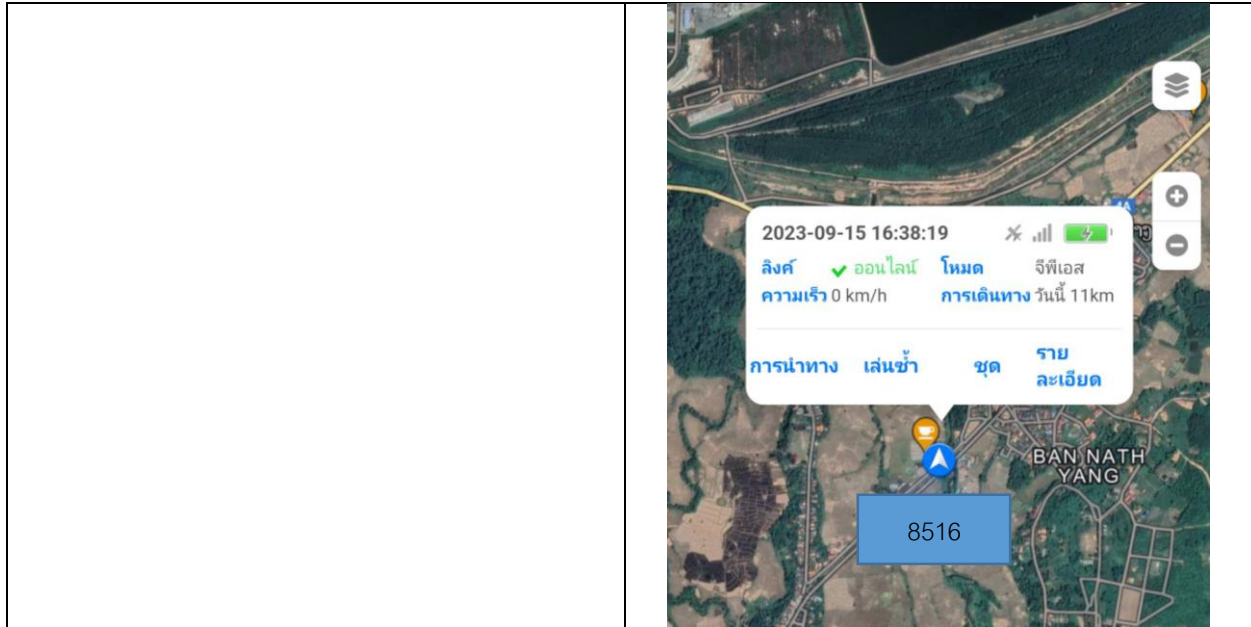 4A
2023-09-15 16:38:19
ลิงค์ ออนไลน์ โหมด จีพีเอส
ความเร็ว 0 km/h การเดินทาง วันนี้ 11km
การนำทาง เล่นซ้ำ ชุด ราย
ละเอียด
BAN NATH
YANG
8516